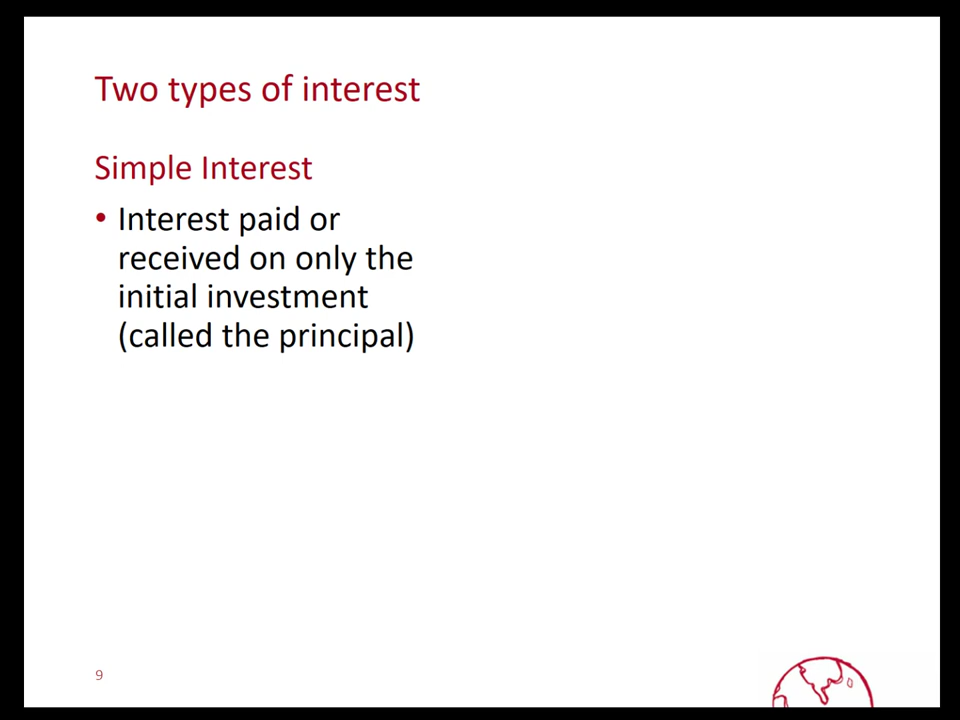 Two types of interest
Simple Interest
• Interest paid or
received on only the
initial investment
(called the principal)
9